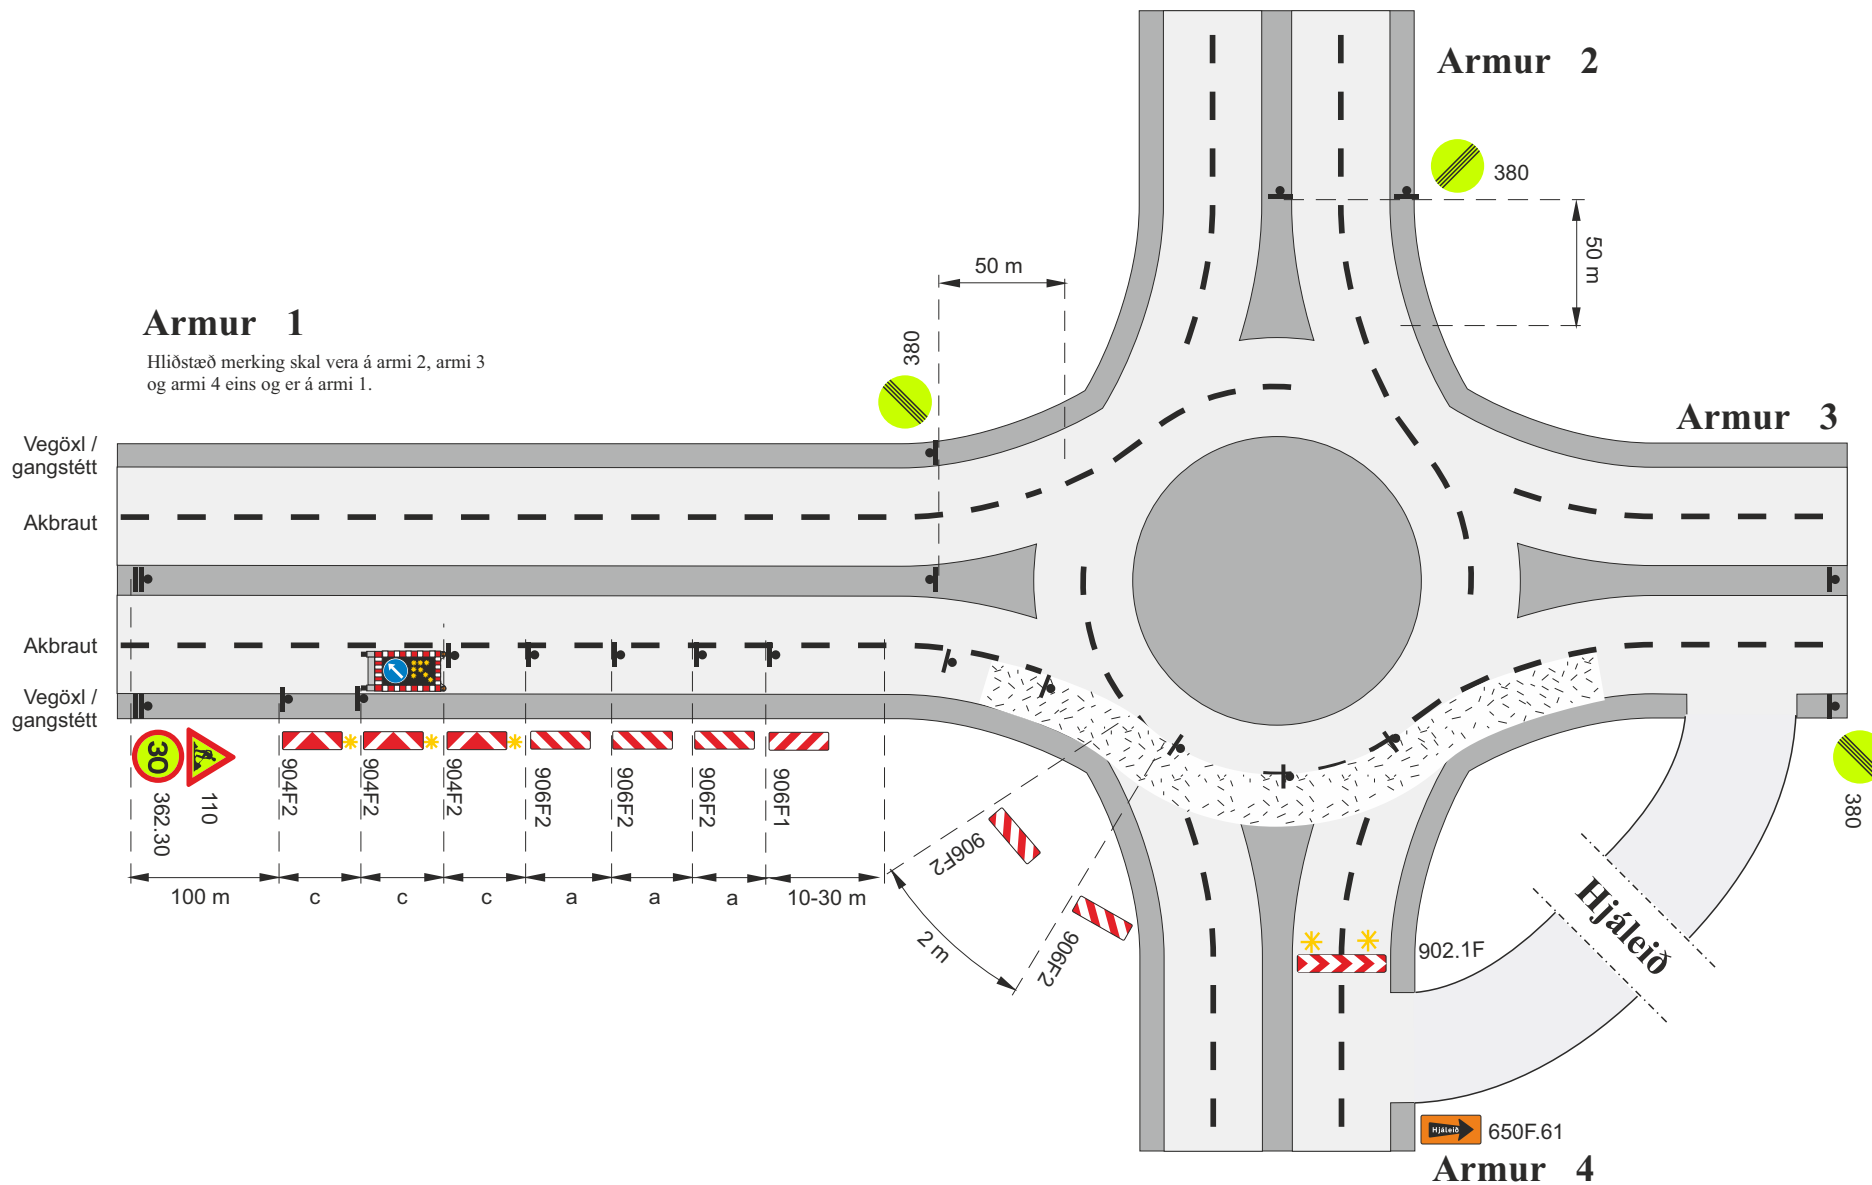 Armur 2
380
50 m
50 m
Armur 1
Hliðstæð merking skal vera á armi 2, armi 3
og armi 4 eins og er á armi 1.
380
Armur 3
Vegöxl /
gangstétt
Akbraut
Akbraut
Vegöxl /
gangstétt
30
362.30
110
904F2
904F2
904F2
906F2
906F2
906F2
906F1
100 m
c
c
c
a
a
a
10-30 m
906F2
906F2
2 m
380
Hjáleið
902.1F
Hjáleið
650F.61
Armur 4